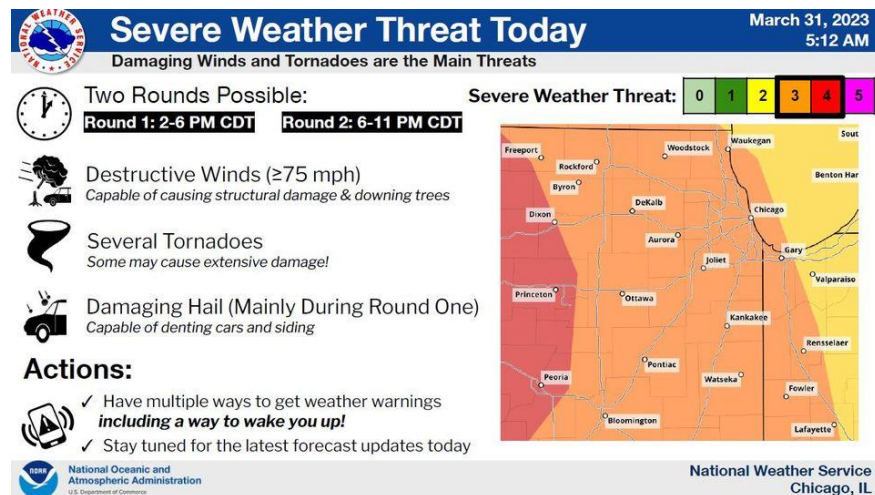 NATIONAL WEATHER SERVICE
Severe Weather Threat Today
March 31, 2023
5:12 AM
Damaging Winds and Tornadoes are the Main Threats
Two Rounds Possible:
Round 1: 2-6 PM CDT
Round 2: 6-11 PM CDT
Destructive Winds (≥75 mph)
Capable of causing structural damage & downing trees
Several Tornadoes
Some may cause extensive damage!
Damaging Hail (Mainly During Round One)
Capable of denting cars and siding
Actions:
✓ Have multiple ways to get weather warnings
including a way to wake you up!
✓ Stay tuned for the latest forecast updates today
Severe Weather Threat:
0 1 2 3 4 5
Freeport
Rockford
Woodstock
Waukegan
Sout
Byron
Benton Har
Dixon
DeKalb
Chicago
Aurora
Joliet
Gary
Valparaiso
Princeton
Ottawa
Kankakee
Rensselaer
Peoria
Pontiac
Watseka
Fowler
Bloomington
Lafayette
NOAA
National Oceanic and
Atmospheric Administration
U.S. Department of Commerce
National Weather Service
Chicago, IL